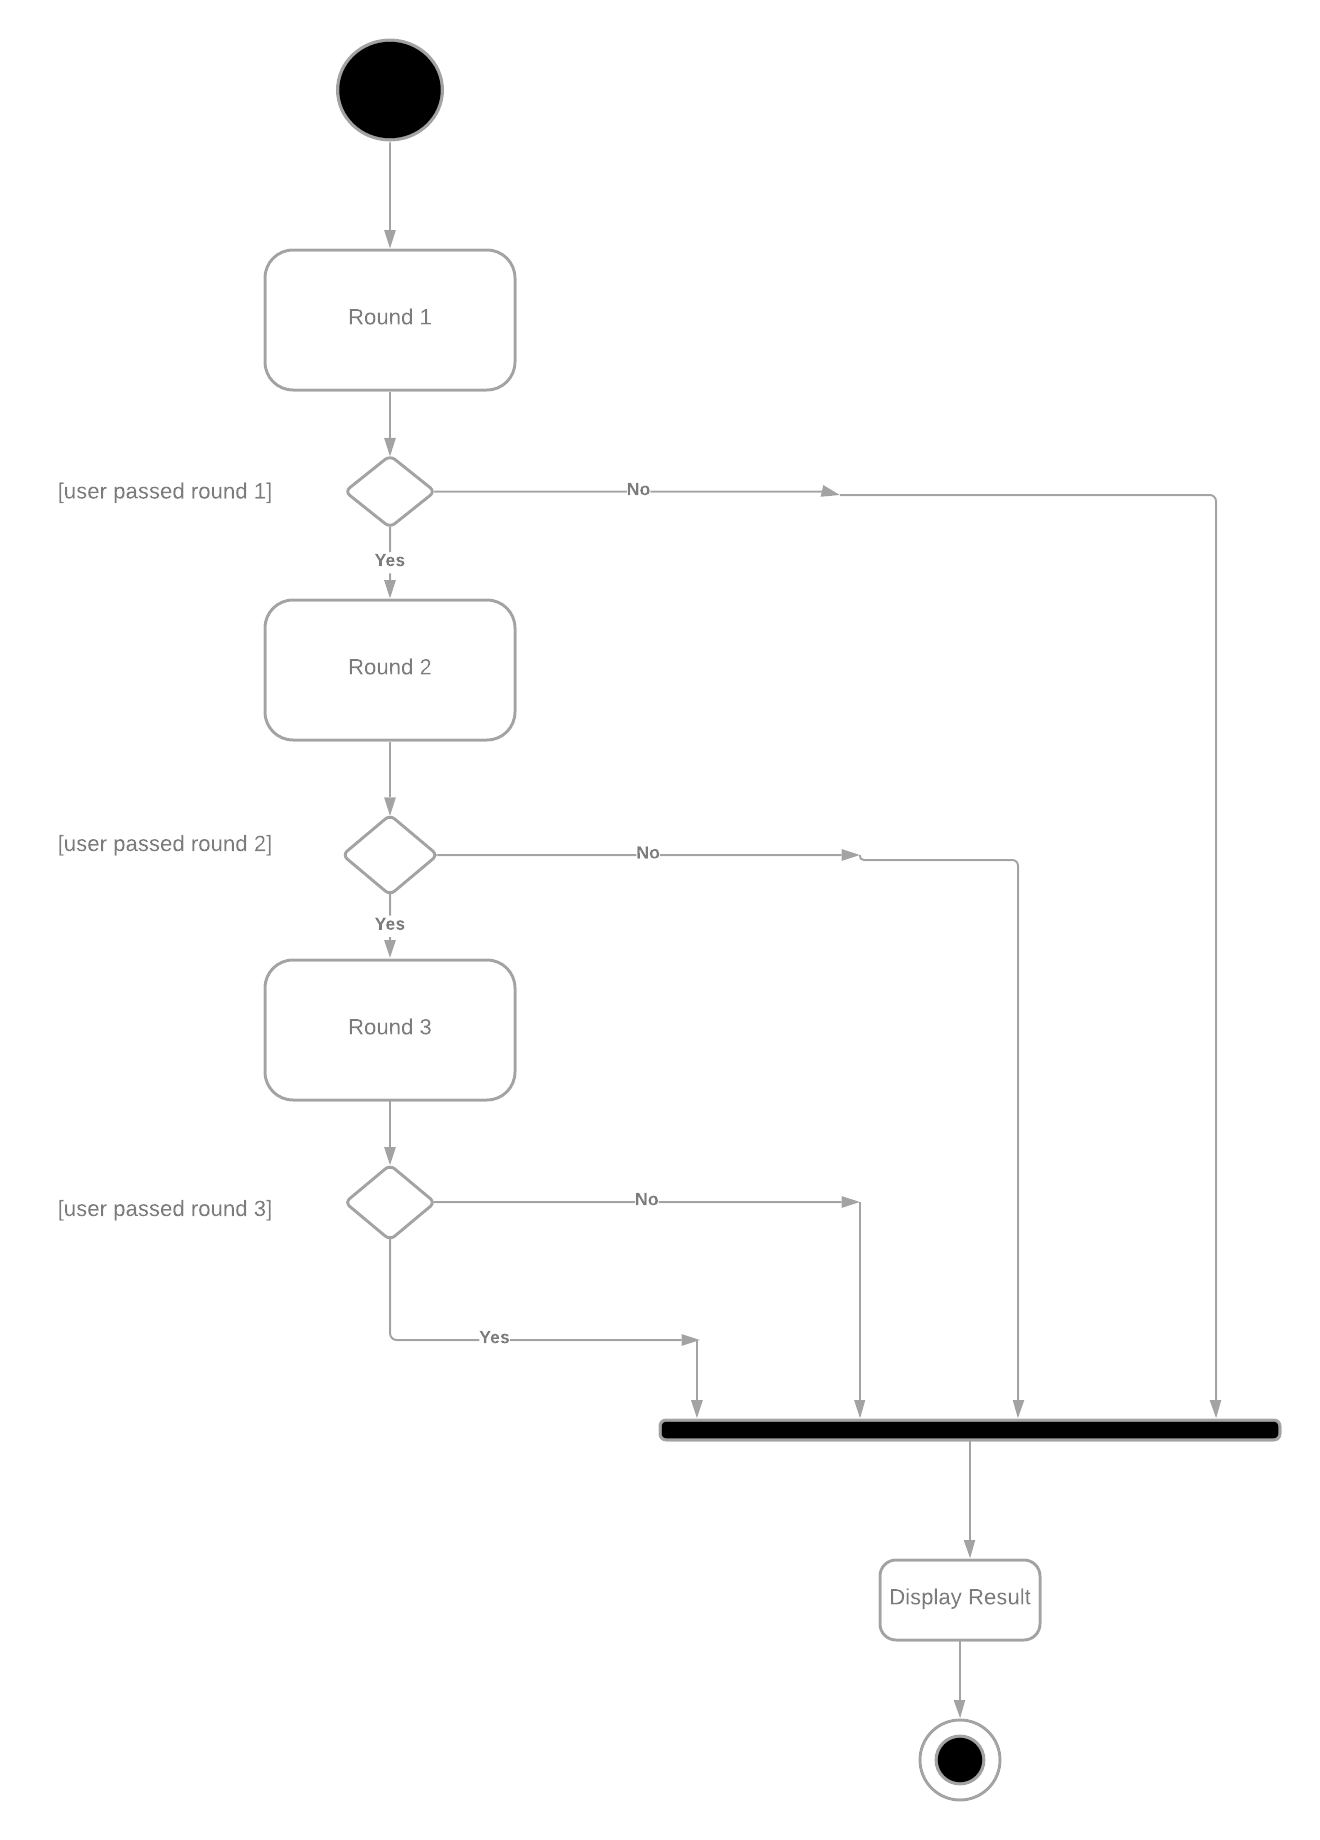 Round 1
[user passed round 1]
No
Yes
Round 2
[user passed round 2]
No
Yes
Round 3
[user passed round 3]
No
Yes
Display Result